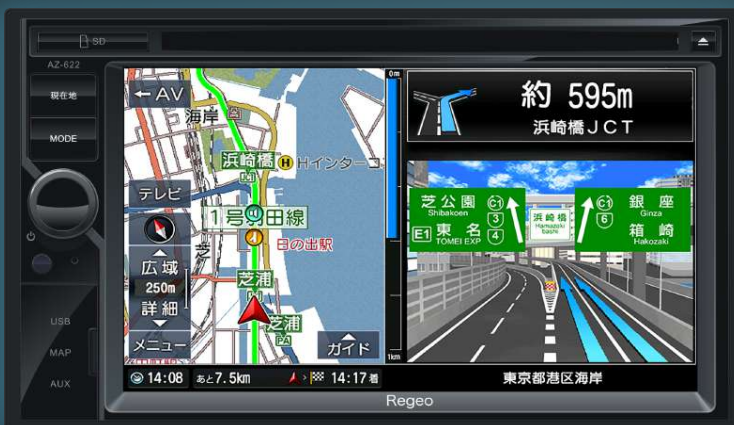 SD
AZ-622
現在地
MODE
USB
MAP
AUX
←AV
海岸
浜崎橋
Hインターコ
テレビ
1号羽田線
日の出駅
芝
広域
250m
詳細
芝浦
芝浦
PA
メニュー
ガイド
0m
1km
14:08
あと7.5km
14:17着
約 595m
浜崎橋JCT
芝公園 C1
Shibakoen
3
E1 東名 4
TOMEI EXP
浜崎橋
Hamazaki
bashi
C1 銀座
Ginza
6
箱崎
Hakozaki
東京都港区海岸
Regeo